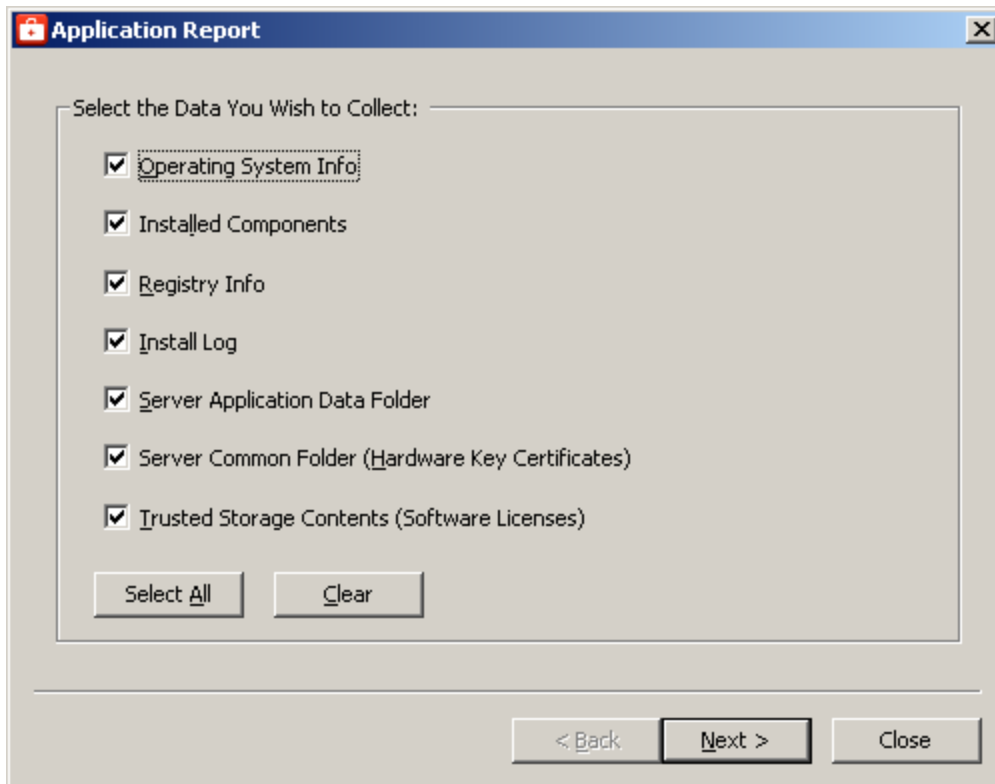 Application Report
Select the Data You Wish to Collect:
Operating System Info
Installed Components
Registry Info
Install Log
Server Application Data Folder
Server Common Folder (Hardware Key Certificates)
Trusted Storage Contents (Software Licenses)
Select All
Clear
< Back
Next >
Close